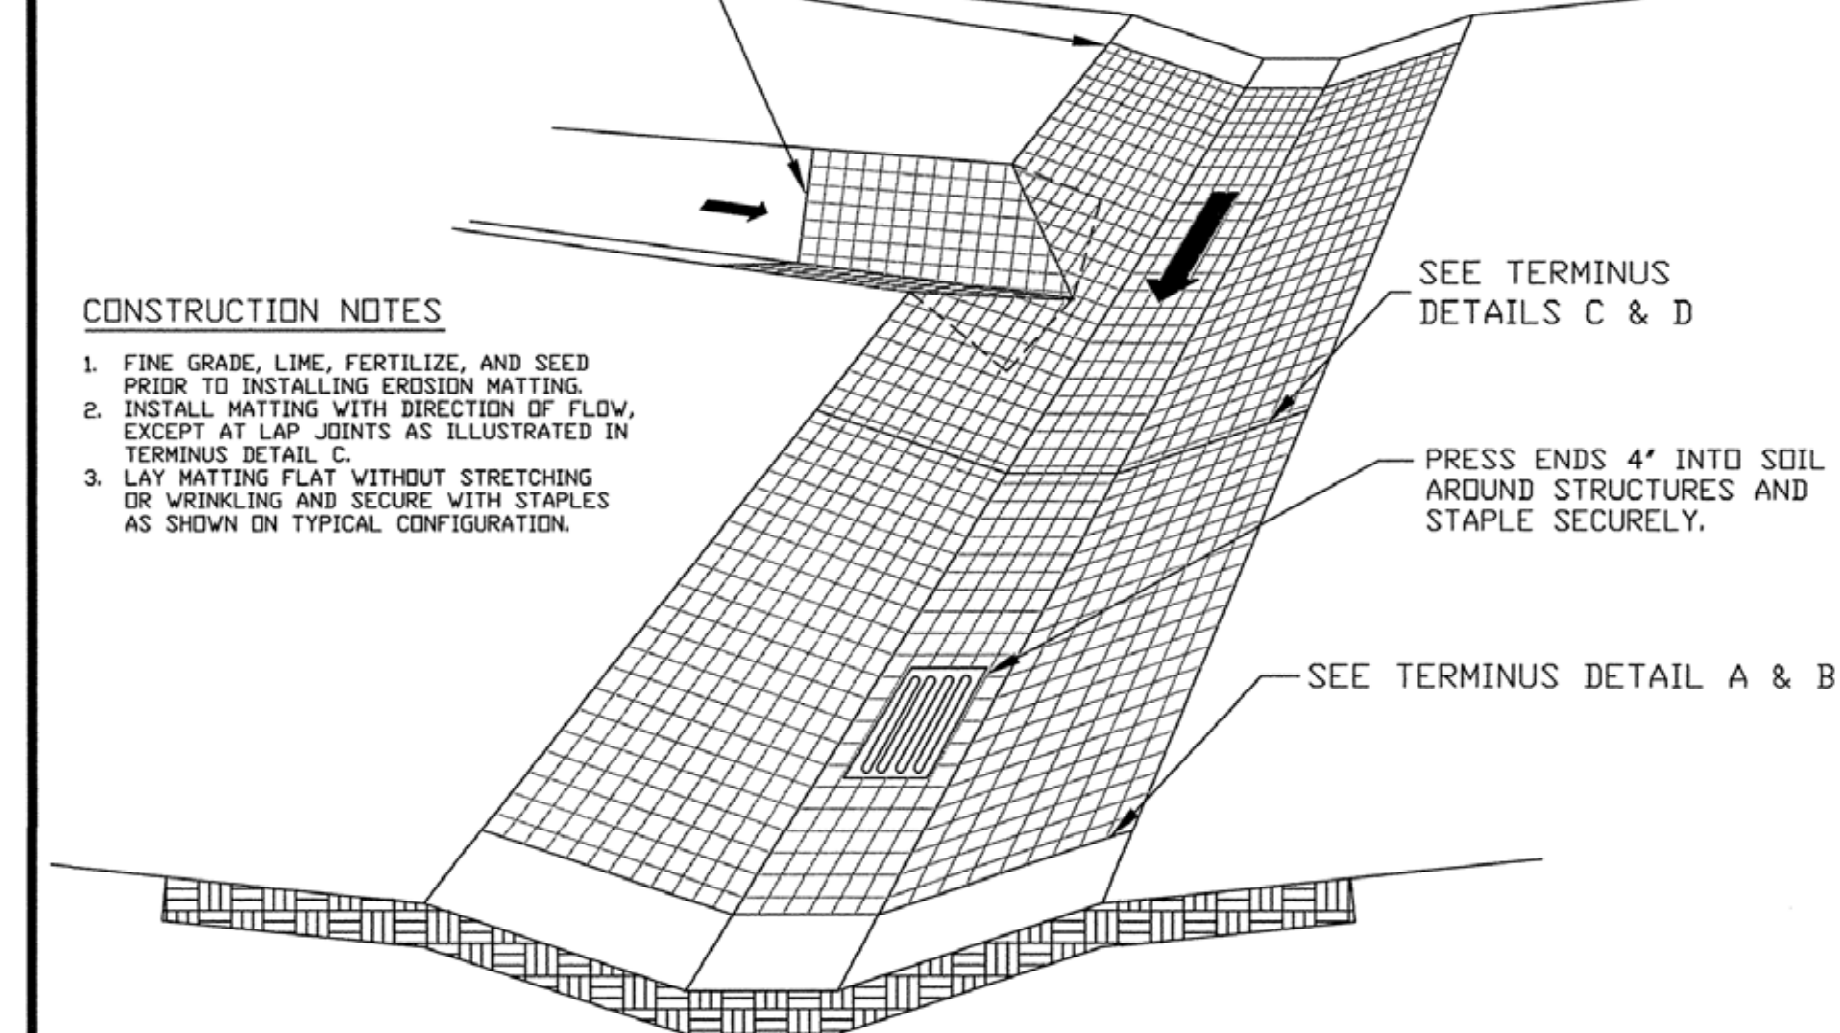 CONSTRUCTION NOTES
1. FINE GRADE, LIME, FERTILIZE, AND SEED
PRIOR TO INSTALLING EROSION MATTING.
2. INSTALL MATTING WITH DIRECTION OF FLOW,
EXCEPT AT LAP JOINTS AS ILLUSTRATED IN
TERMINUS DETAIL C.
3. LAY MATTING FLAT WITHOUT STRETCHING
OR WRINKLING AND SECURE WITH STAPLES
AS SHOWN ON TYPICAL CONFIGURATION.
SEE TERMINUS
DETAILS C & D
PRESS ENDS 4" INTO SOIL
AROUND STRUCTURES AND
STAPLE SECURELY.
SEE TERMINUS DETAIL A & B